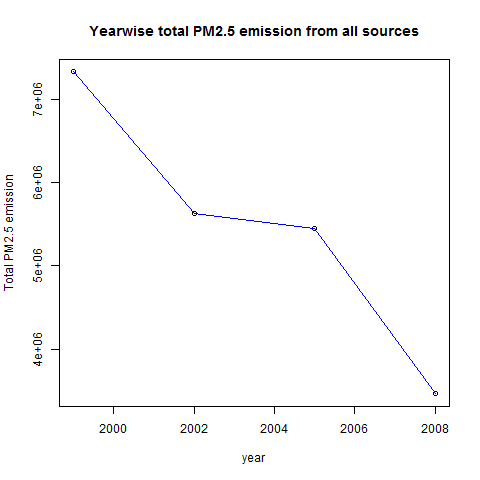 Yearwise total PM2.5 emission from all sources
Total PM2.5 emission
7e+06
6e+06
5e+06
4e+06
2000 2002 2004 2006 2008
year